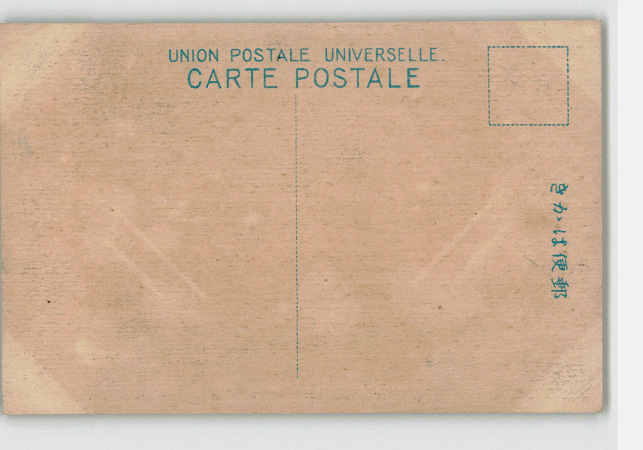 UNION POSTALE UNIVERSELLE.
CARTE POSTALE
郵便はかき